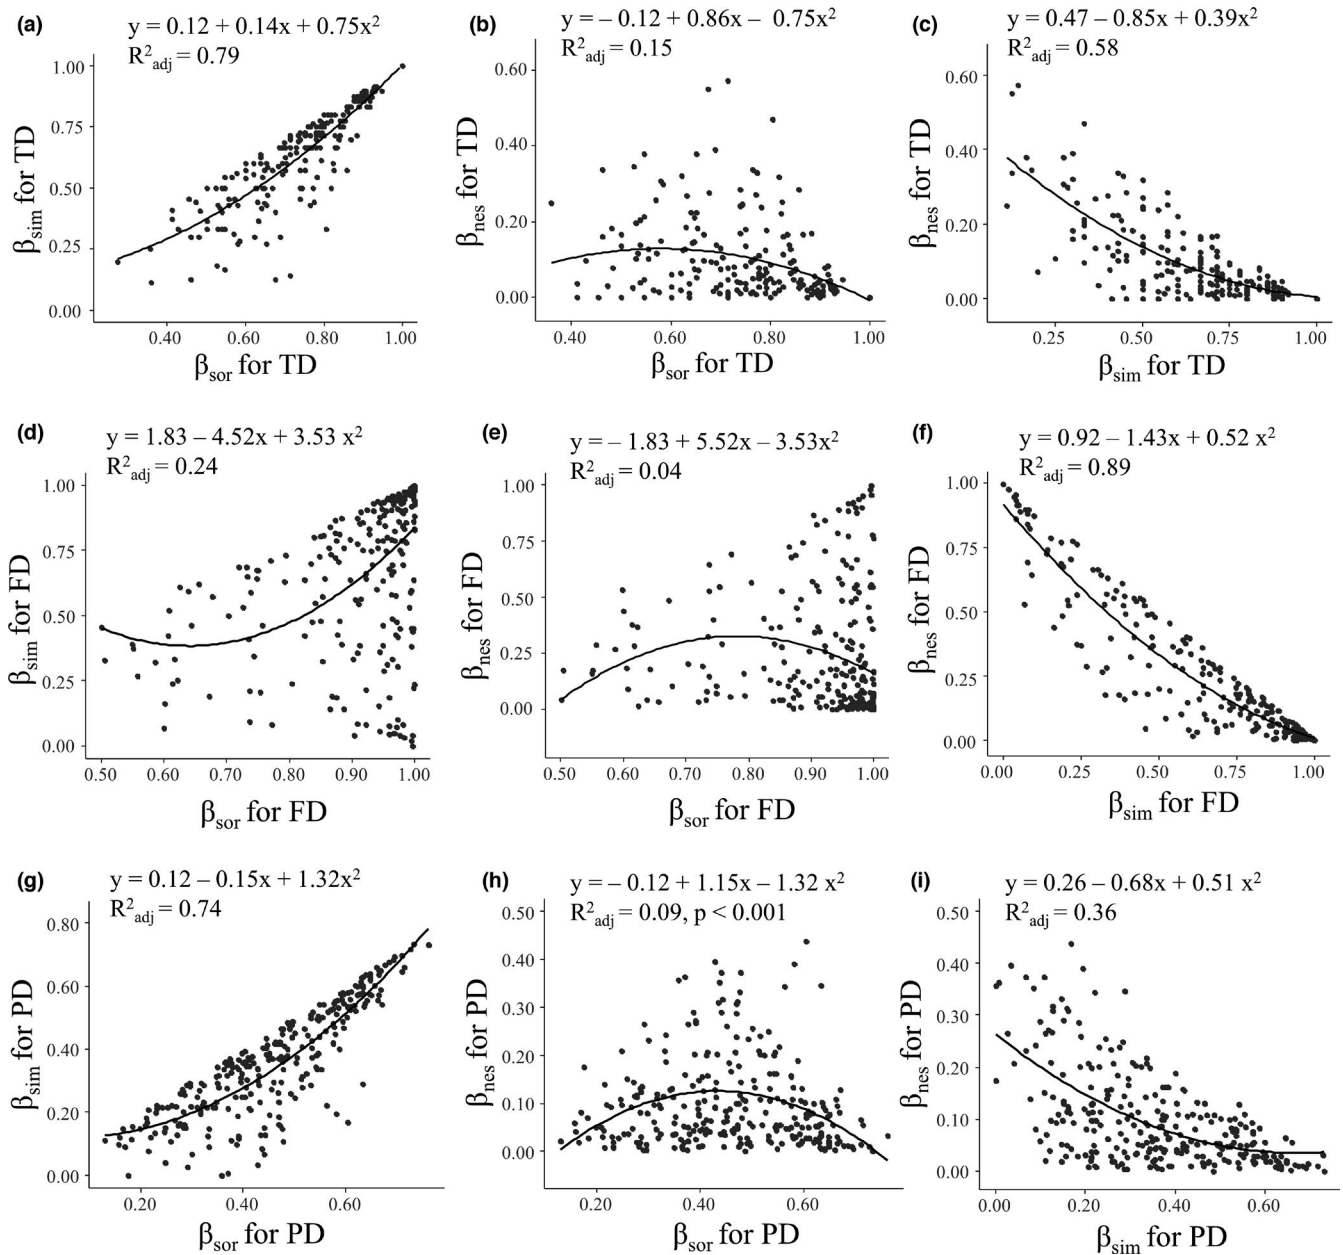 (a) y = 0.12 + 0.14x + 0.75x²
R²adj = 0.79
1.00
0.75
0.50
0.25
0.00
βsim for TD
0.40 0.60 0.80 1.00
βsor for TD
(b) y = – 0.12 + 0.86x – 0.75x²
R²adj = 0.15
0.60
0.40
0.20
0.00
βnes for TD
0.40 0.60 0.80 1.00
βsor for TD
(c) y = 0.47 – 0.85x + 0.39x²
R²adj = 0.58
0.60
0.40
0.20
0.00
βnes for TD
0.25 0.50 0.75 1.00
βsim for TD
(d) y = 1.83 – 4.52x + 3.53 x²
R²adj = 0.24
1.00
0.75
0.50
0.25
0.00
βsim for FD
0.50 0.60 0.70 0.80 0.90 1.00
βsor for FD
(e) y = – 1.83 + 5.52x – 3.53x²
R²adj = 0.04
1.00
0.75
0.50
0.25
0.00
βnes for FD
0.50 0.60 0.70 0.80 0.90 1.00
βsor for FD
(f) y = 0.92 – 1.43x + 0.52 x²
R²adj = 0.89
1.00
0.75
0.50
0.25
0.00
βnes for FD
0.00 0.25 0.50 0.75 1.00
βsim for FD
(g) y = 0.12 – 0.15x + 1.32x²
R²adj = 0.74
0.80
0.60
0.40
0.20
0.00
βsim for PD
0.20 0.40 0.60
βsor for PD
(h) y = – 0.12 + 1.15x – 1.32 x²
R²adj = 0.09, p < 0.001
0.50
0.40
0.30
0.20
0.10
0.00
βnes for PD
0.20 0.40 0.60
βsor for PD
(i) y = 0.26 – 0.68x + 0.51 x²
R²adj = 0.36
0.50
0.40
0.30
0.20
0.10
0.00
βnes for PD
0.00 0.20 0.40 0.60
βsim for PD